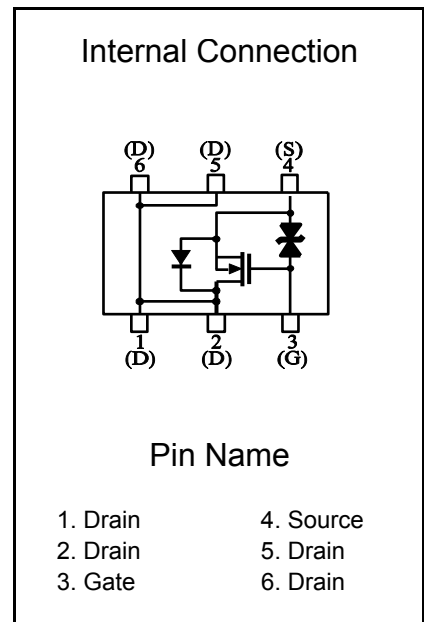 Internal Connection
(D) (D) (S)
6 5 4
1 2 3
(D) (D) (G)
Pin Name
1. Drain 4. Source
2. Drain 5. Drain
3. Gate 6. Drain